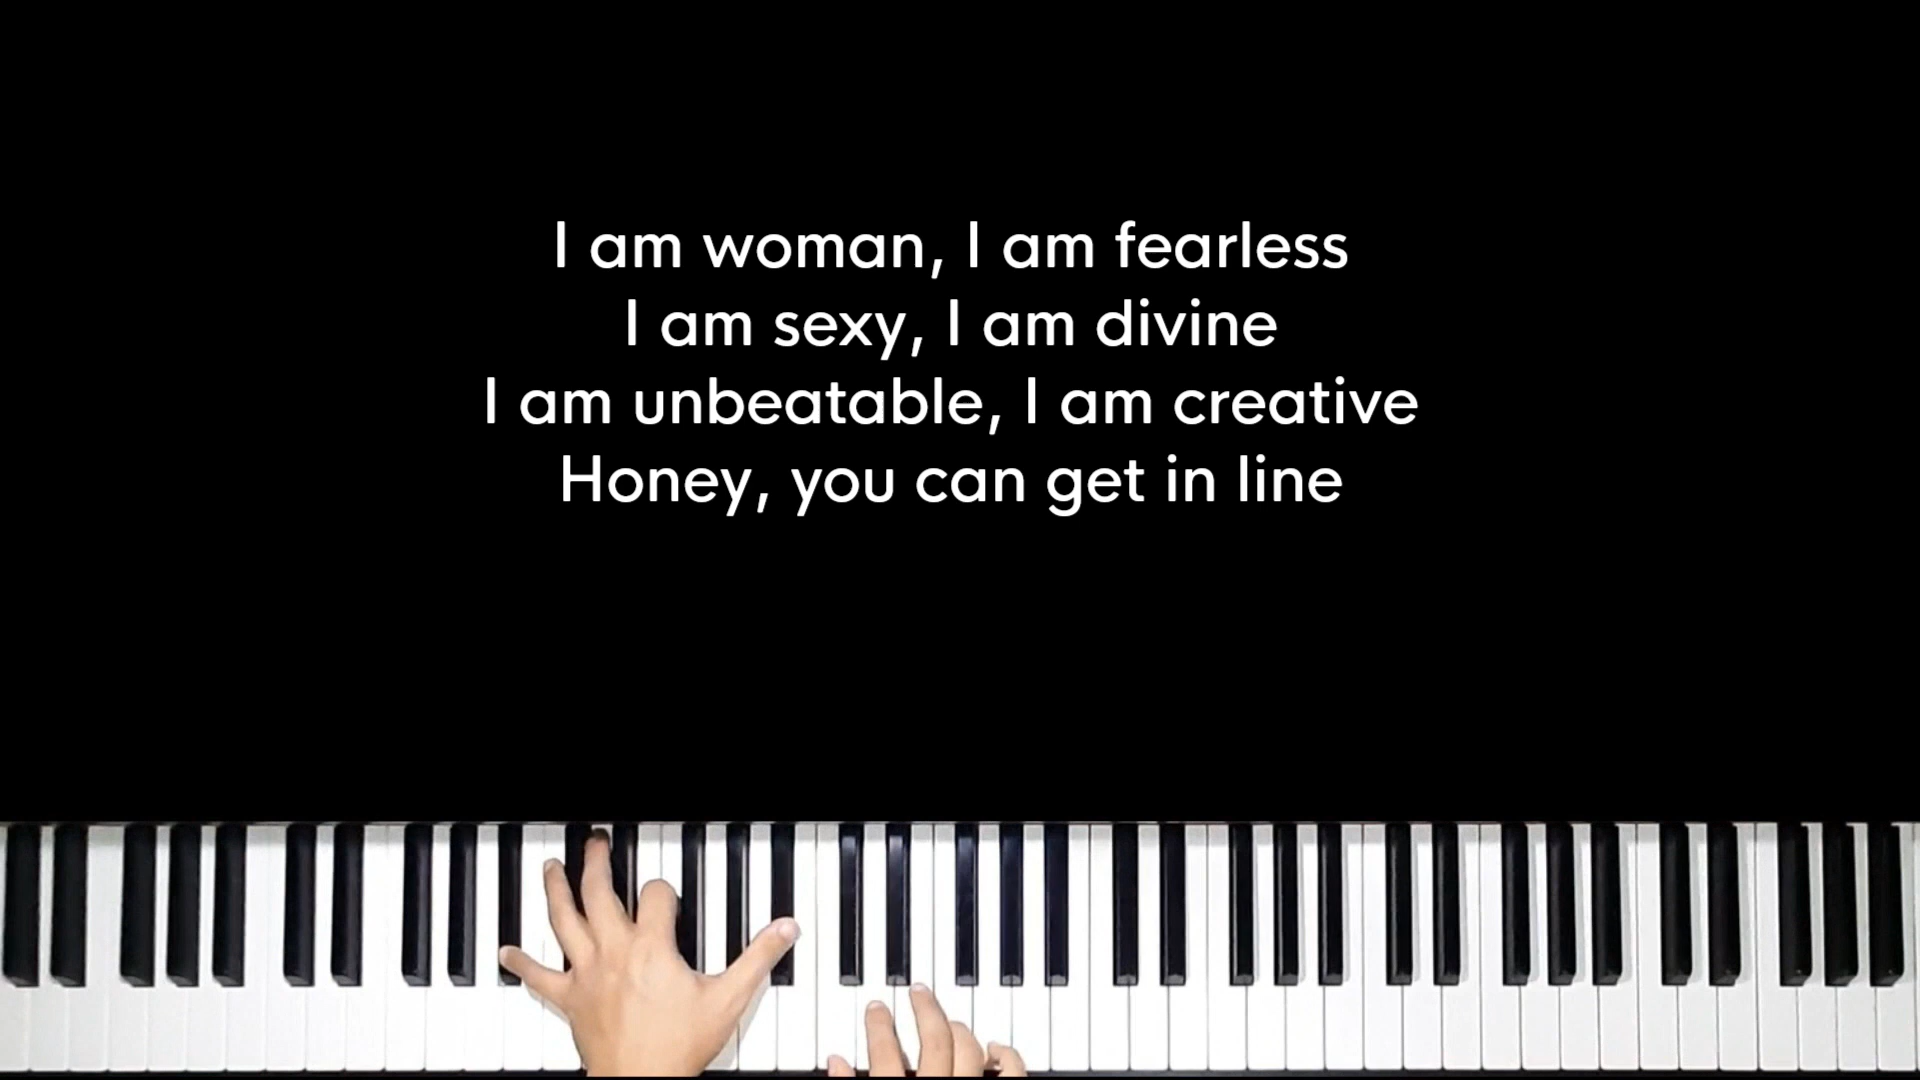 I am woman, I am fearless
I am sexy, I am divine
I am unbeatable, I am creative
Honey, you can get in line